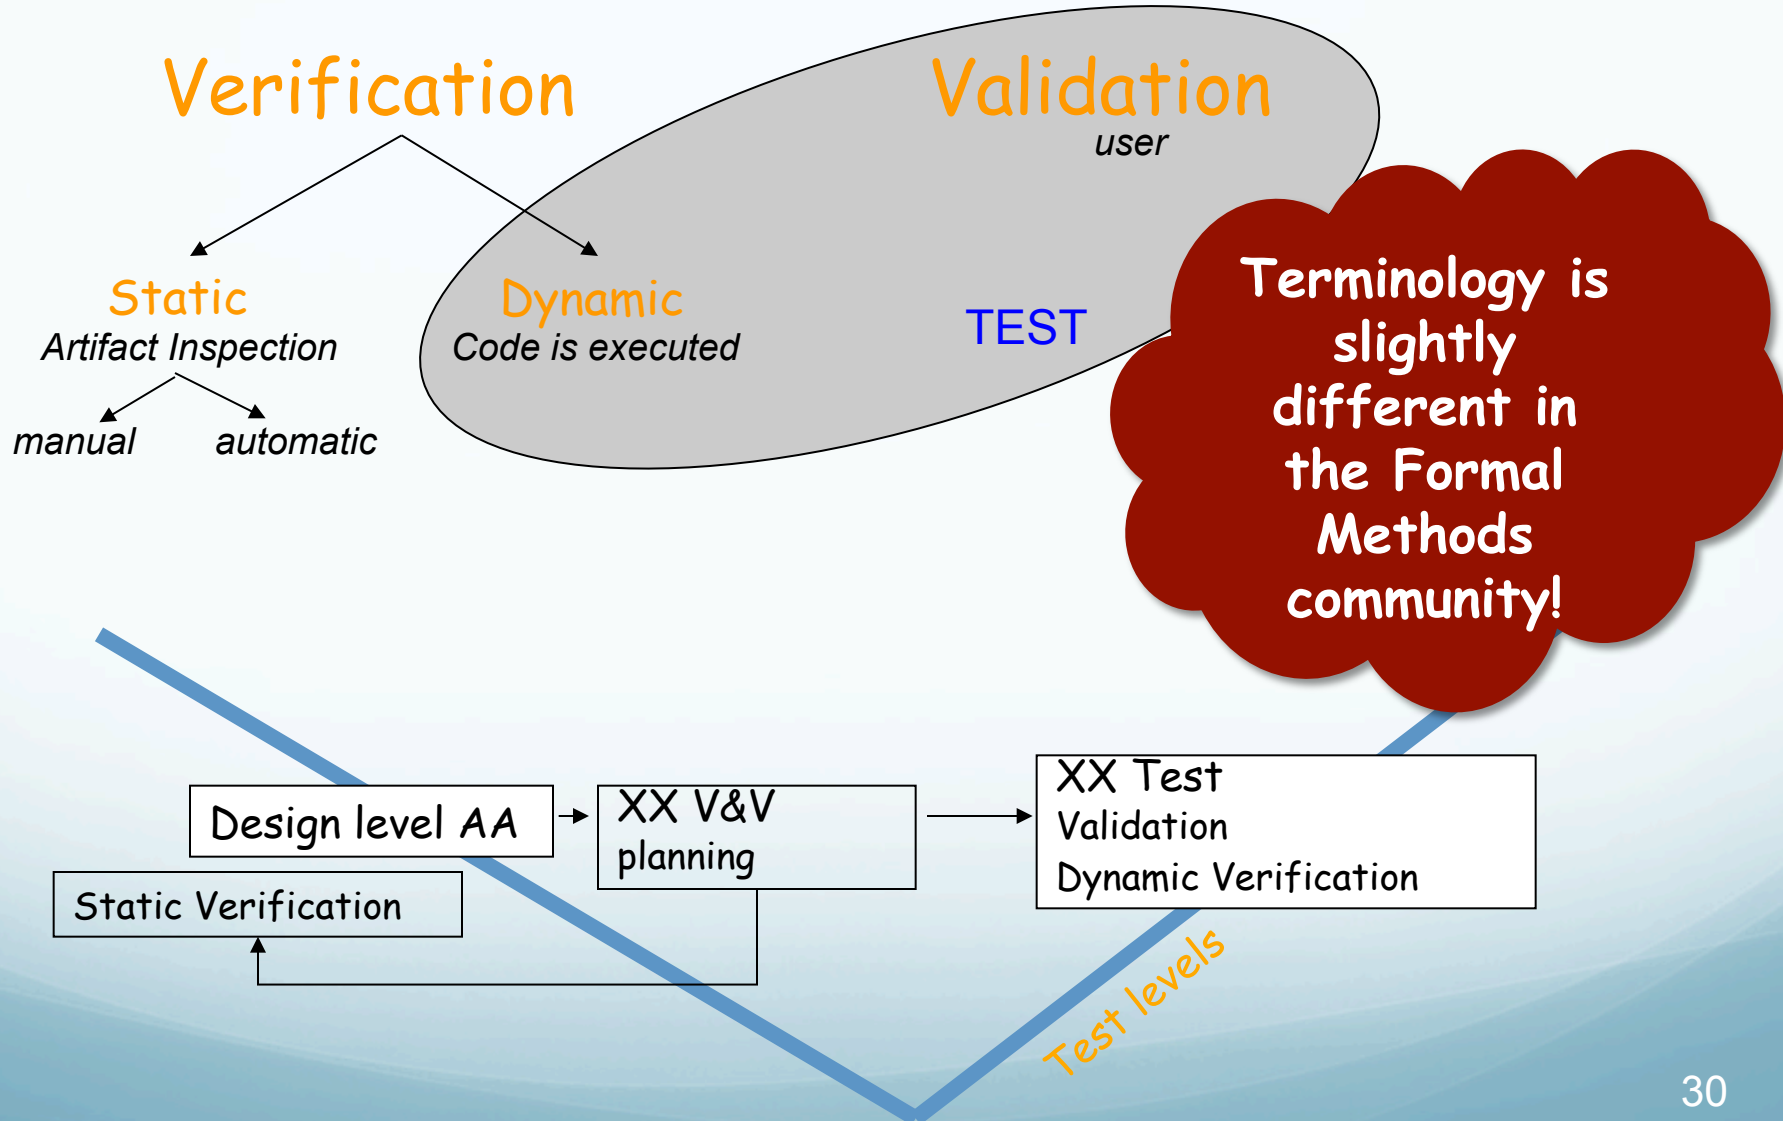 Verification
Validation
user
Static
Artifact Inspection
manual
automatic
Dynamic
Code is executed
TEST
Terminology is
slightly
different in
the Formal
Methods
community!
Design level AA
Static Verification
XX V&V
planning
XX Test
Validation
Dynamic Verification
Test levels
30